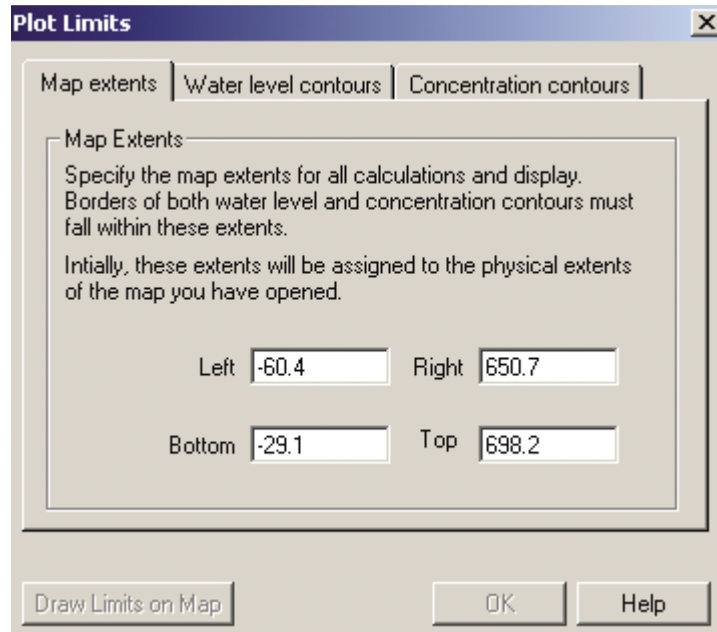 Plot Limits
Map extents
Water level contours
Concentration contours
Map Extents
Specify the map extents for all calculations and display.
Borders of both water level and concentration contours must
fall within these extents.
Intially, these extents will be assigned to the physical extents
of the map you have opened.
Left -60.4 Right 650.7
Bottom -29.1 Top 698.2
Draw Limits on Map OK Help